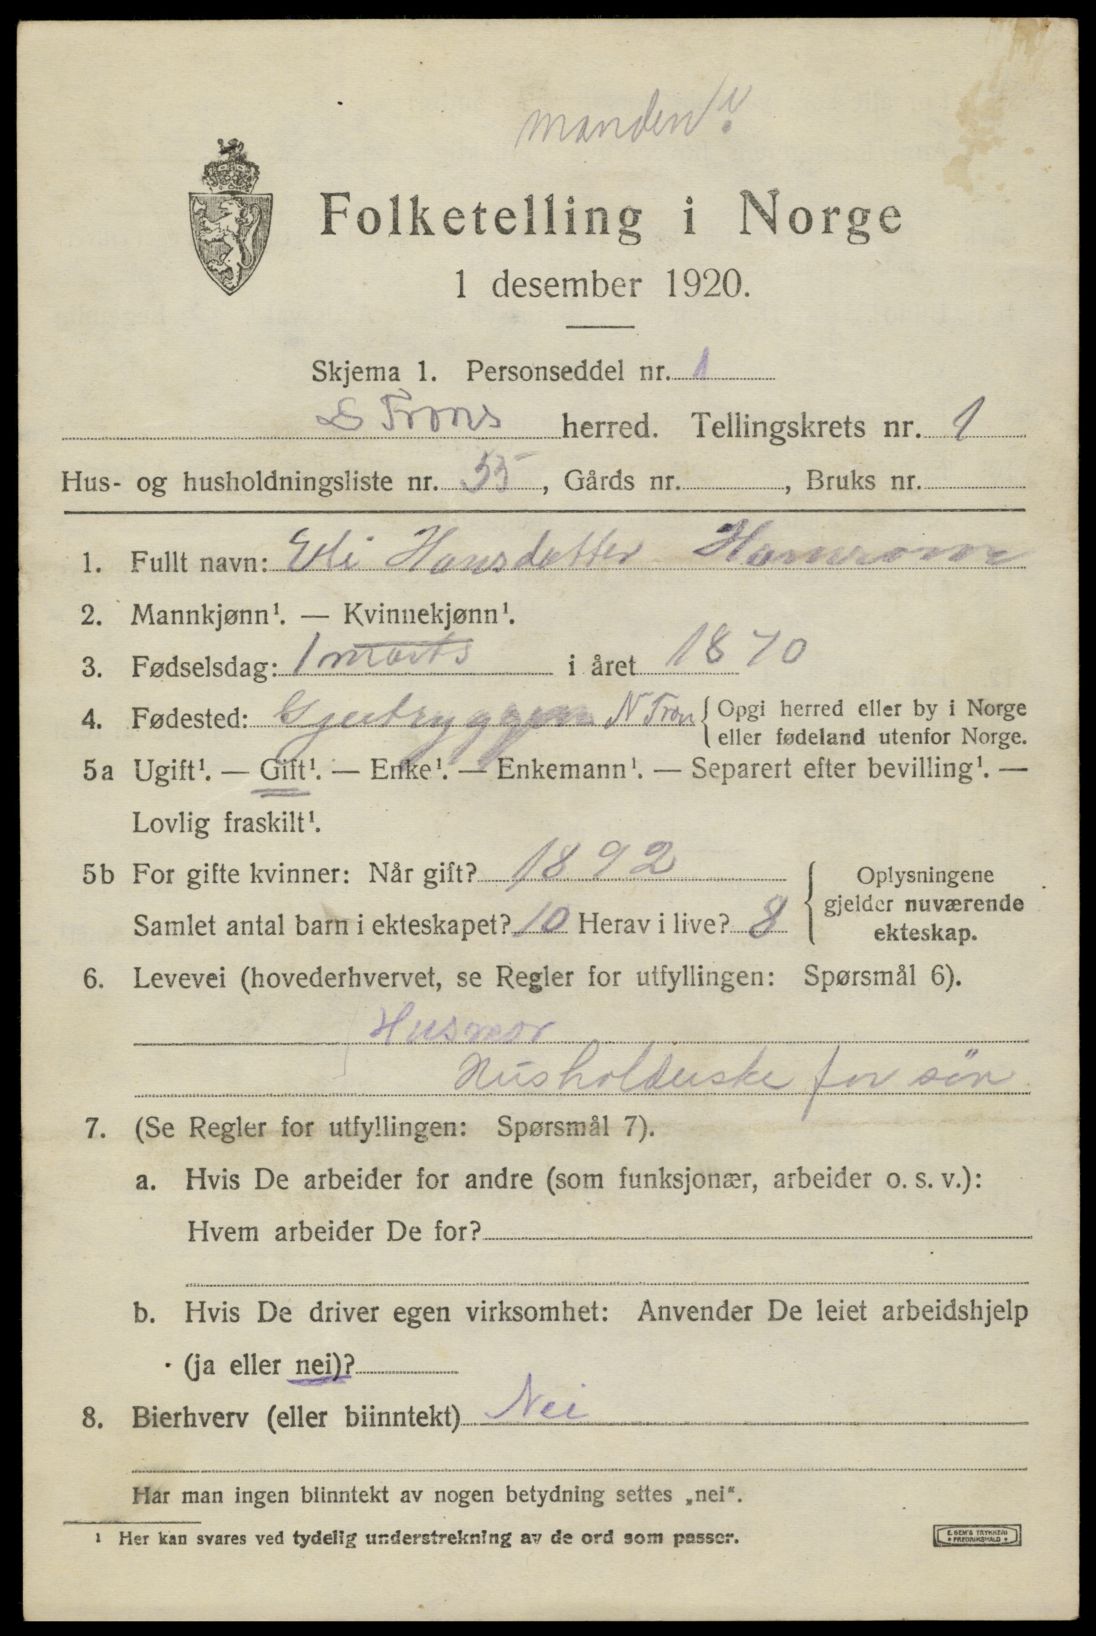 manden?
Folketelling i Norge
1 desember 1920.
Skjema 1. Personseddel nr. 1
S Frons herred. Tellingskrets nr. 1
Hus- og husholdningsliste nr. 55, Gårds nr. , Bruks nr.
1. Fullt navn: Eli Hansdatter
2. Mannkjønn¹. — Kvinnekjønn¹.
3. Fødselsdag: 1 marts i året 1870
4. Fødested: N Fron { Opgi herred eller by i Norge
eller fødeland utenfor Norge.
5a Ugift¹. — Gift¹. — Enke¹. — Enkemann¹. — Separert efter bevilling¹. —
Lovlig fraskilt¹.
5b For gifte kvinner: Når gift? 1892
Samlet antal barn i ekteskapet? 10 Herav i live? 8
{ Oplysningene
gjelder nuværende
ekteskap.
6. Levevei (hovederhvervet, se Regler for utfyllingen: Spørsmål 6).
Husmor
Husholderske for søn
7. (Se Regler for utfyllingen: Spørsmål 7).
a. Hvis De arbeider for andre (som funksjonær, arbeider o. s. v.):
Hvem arbeider De for?
b. Hvis De driver egen virksomhet: Anvender De leiet arbeidshjelp
(ja eller nei)?
8. Bierhverv (eller biinntekt) Nei
Har man ingen biinntekt av nogen betydning settes „nei“.
¹ Her kan svares ved tydelig understrekning av de ord som passer.
E. SEM'S TRYKKERI
• FREDRIKSHALD •